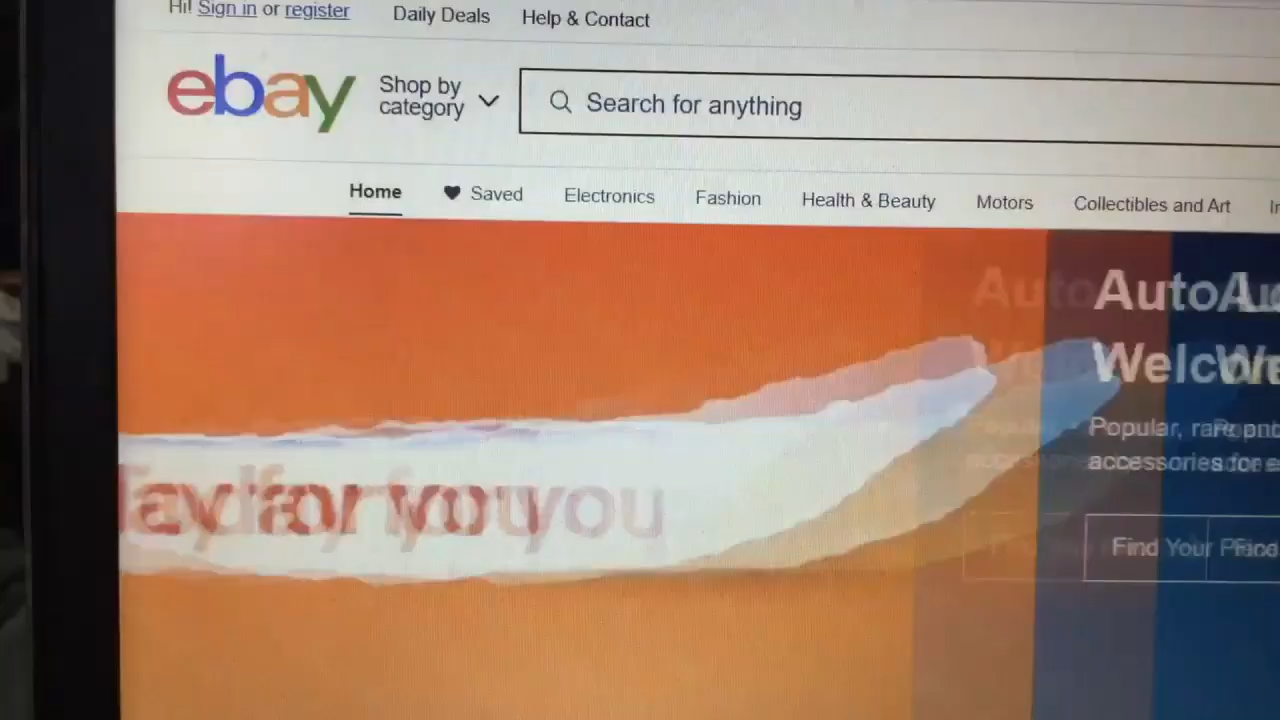 Hi! Sign in or register Daily Deals Help & Contact
ebay
Shop by
category
Search for anything
Home Saved Electronics Fashion Health & Beauty Motors Collectibles and Art
Auto
Popular,
accessories
for you
Find Your